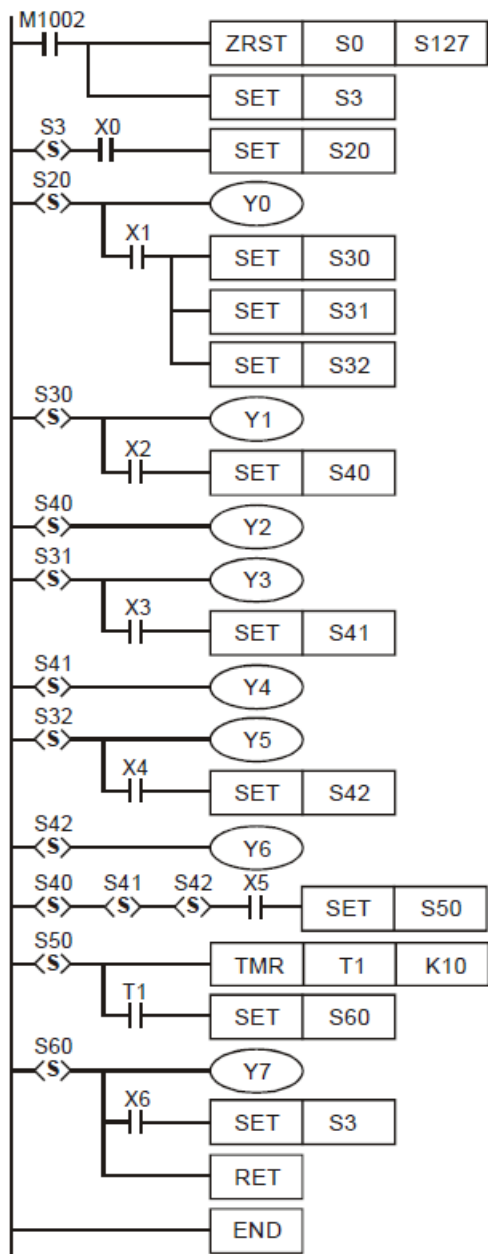 M1002
ZRST S0 S127
SET S3
S3 X0
S SET S20
S20
S Y0
X1
SET S30
SET S31
SET S32
S30
S Y1
X2
SET S40
S40
S Y2
S31
S Y3
X3
SET S41
S41
S Y4
S32
S Y5
X4
SET S42
S42
S Y6
S40 S41 S42 X5
S S S SET S50
S50
S TMR T1 K10
T1
SET S60
S60
S Y7
X6
SET S3
RET
END